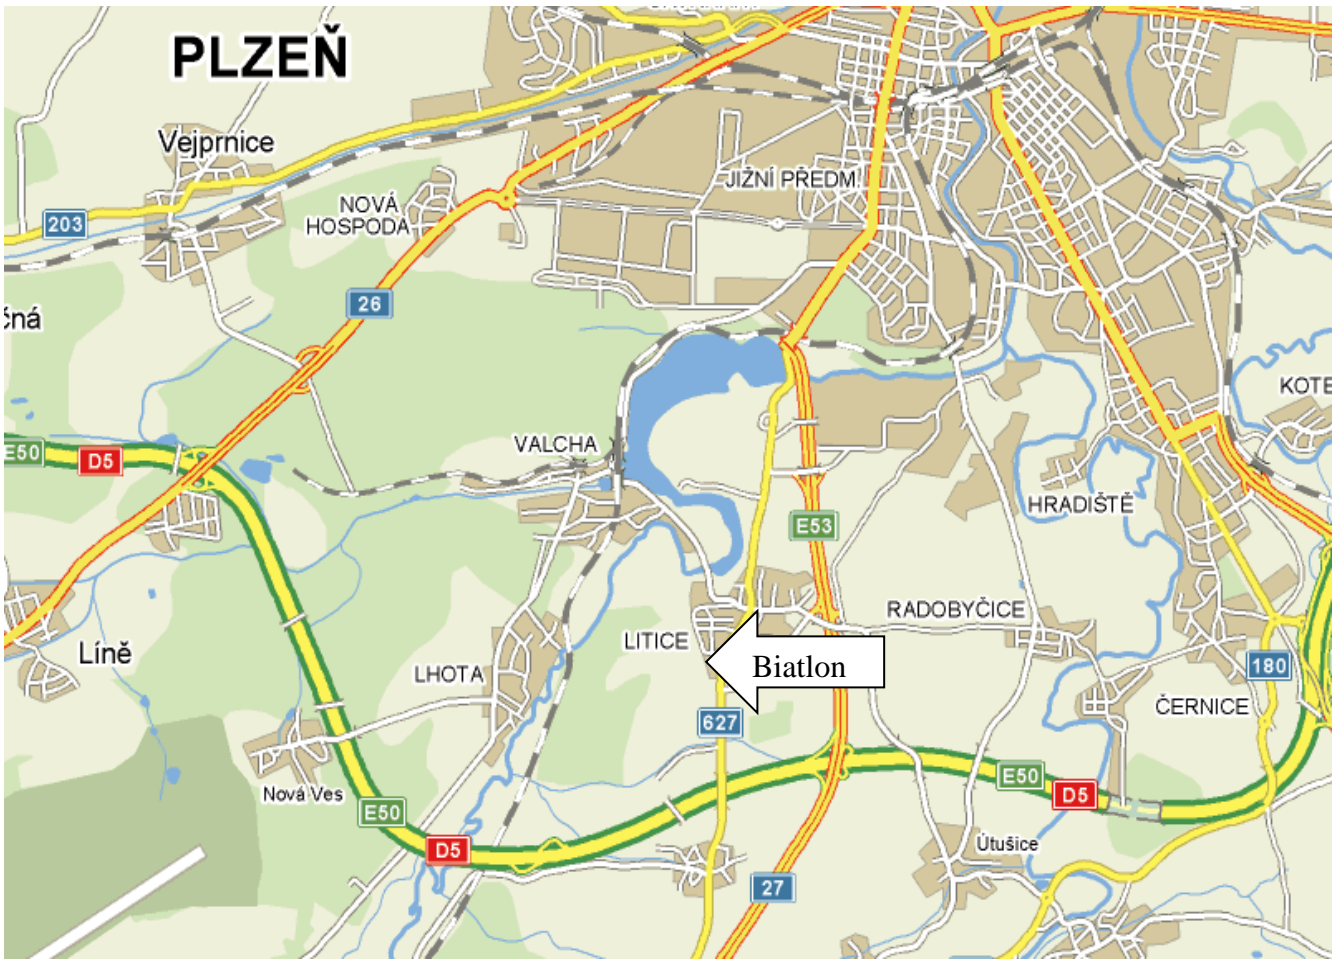 PLZEŇ
Vejprnice
203
NOVÁ
HOSPODA
JIŽNÍ PŘEDM.
26
čná
KOTE
E50
D5
VALCHA
HRADIŠTĚ
E53
RADOBYČICE
LITICE
Biatlon
Líně
LHOTA
180
ČERNICE
627
Nová Ves
E50
E50
D5
D5
Útušice
27